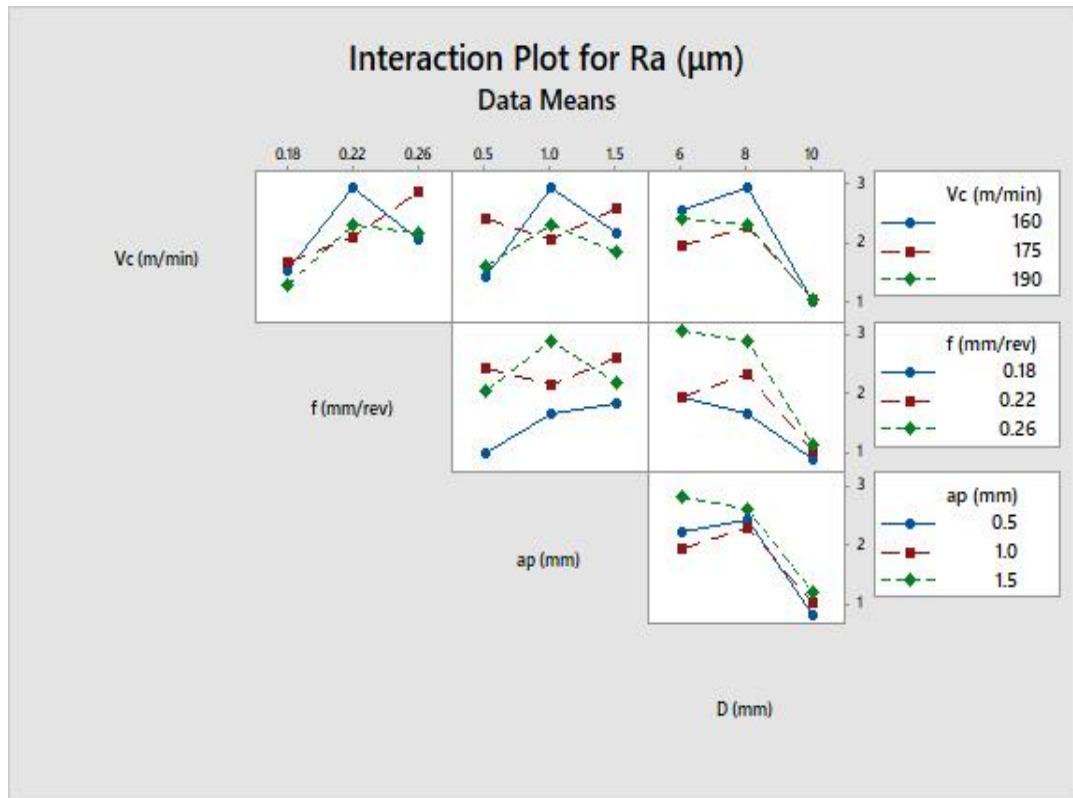 Interaction Plot for Ra (µm)
Data Means
0.18 0.22 0.26 0.5 1.0 1.5 6 8 10
3
2
1
Vc (m/min)
Vc (m/min)
160
175
190
3
2
1
f (mm/rev)
f (mm/rev)
0.18
0.22
0.26
3
2
1
ap (mm)
ap (mm)
0.5
1.0
1.5
D (mm)